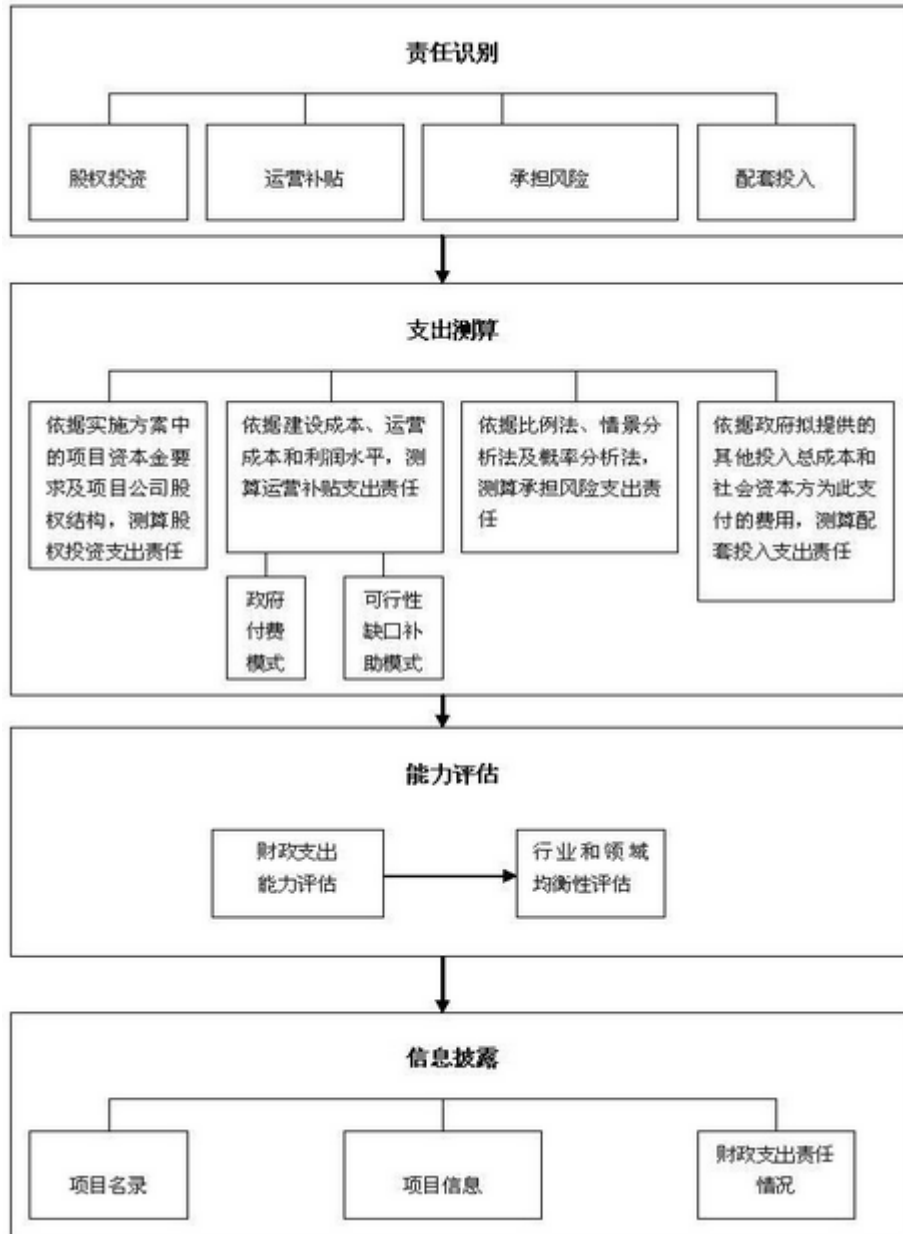 责任识别
股权投资
运营补贴
承担风险
配套投入
支出测算
依据实施方案中
的项目资本金要
求及项目公司股
权结构，测算股
权投资支出责任
依据建设成本、运营
成本和利润水平，测
算运营补贴支出责任
政府
付费
模式
可行性
缺口补
助模式
依据比例法、情景分
析法及概率分析法，
测算承担风险支出责
任
依据政府拟提供的
其他投入总成本和
社会资本方为此支
付的费用，测算配
套投入支出责任
能力评估
财政支出
能力评估
行业和领域
均衡性评估
信息披露
项目名录
项目信息
财政支出责任
情况